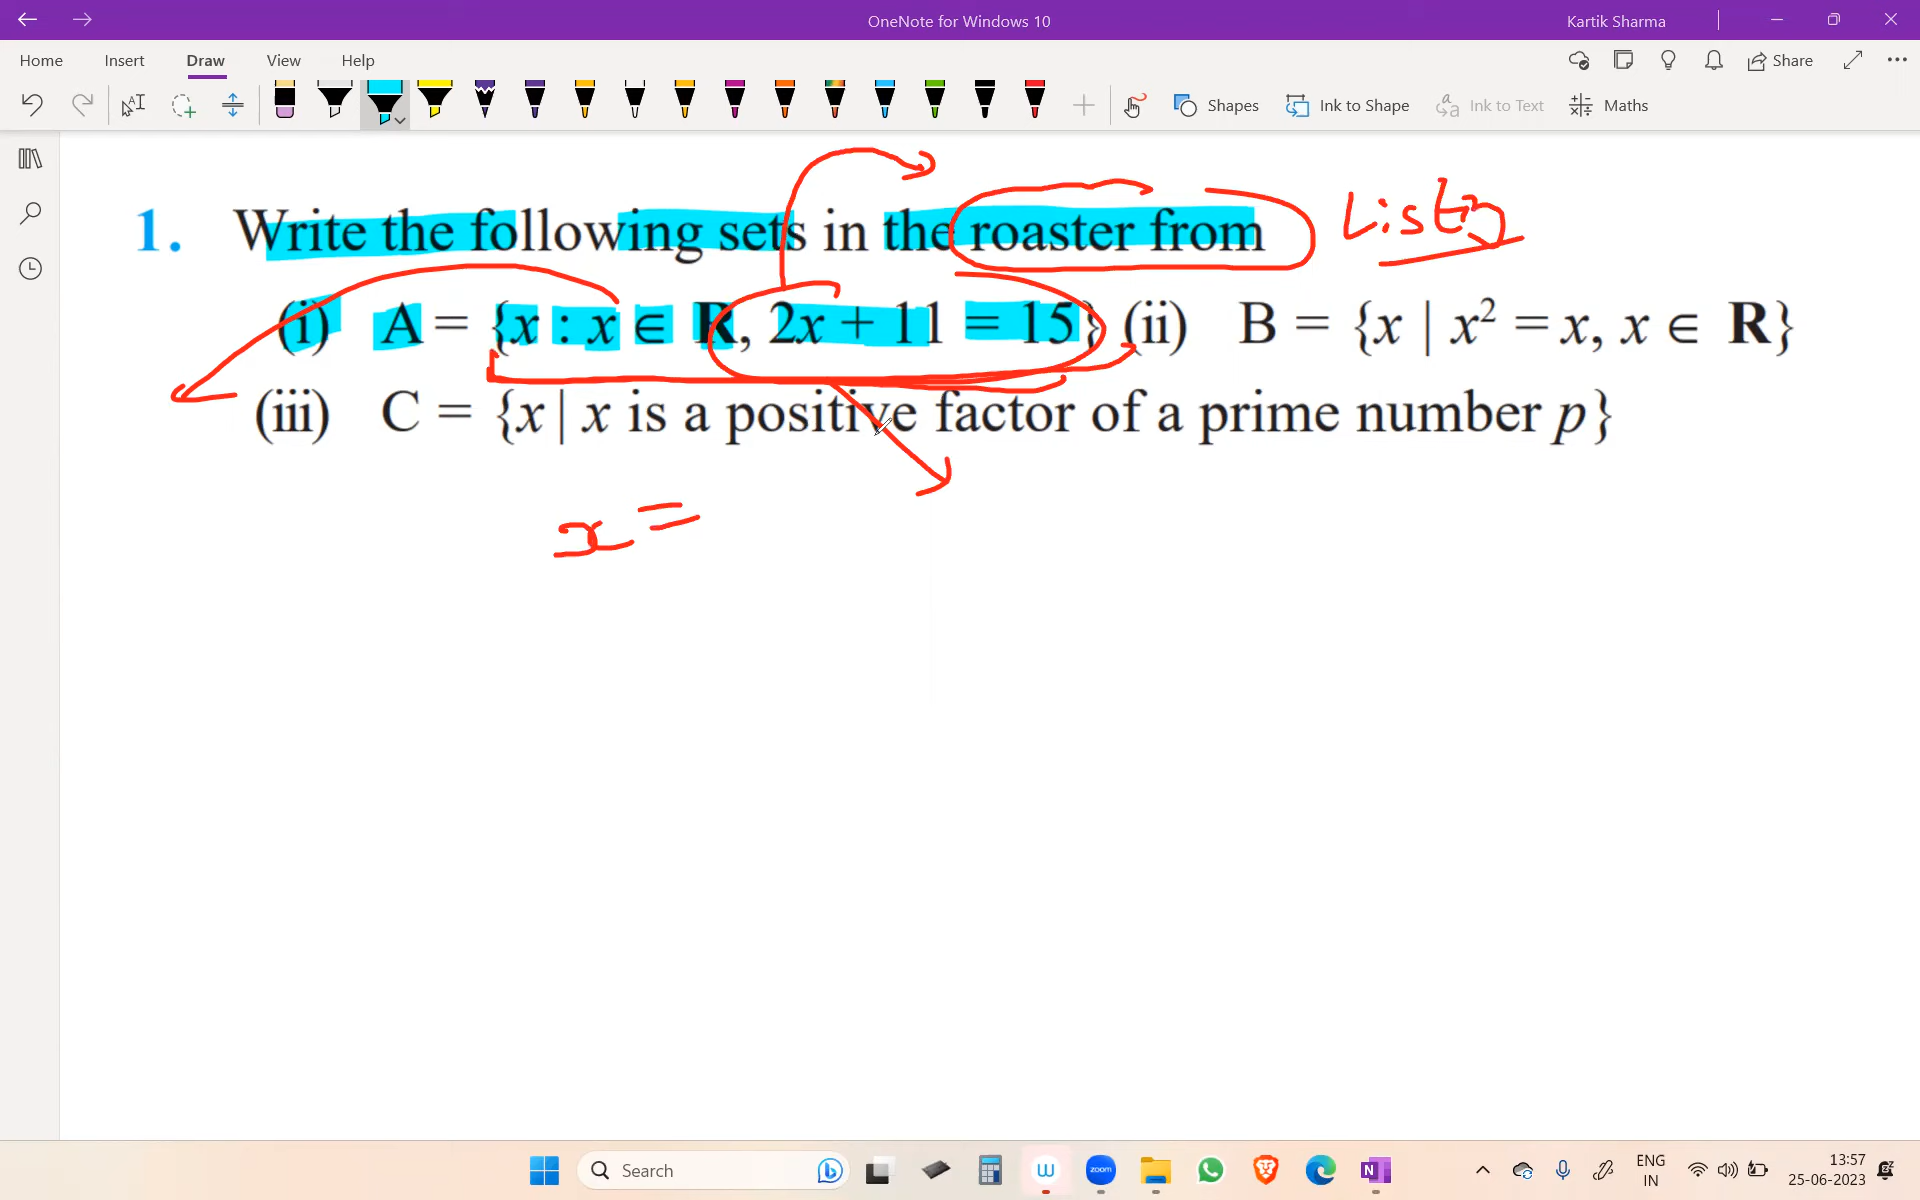 OneNote for Windows 10
Kartik Sharma
Home Insert Draw View Help
Share
Shapes Ink to Shape Ink to Text Maths
1. Write the following sets in the roaster from
(i) A = {x : x ∈ R, 2x + 11 = 15} (ii) B = {x | x² = x, x ∈ R}
(iii) C = {x | x is a positive factor of a prime number p}
x =
Search
zoom
ENG
IN
13:57
25-06-2023